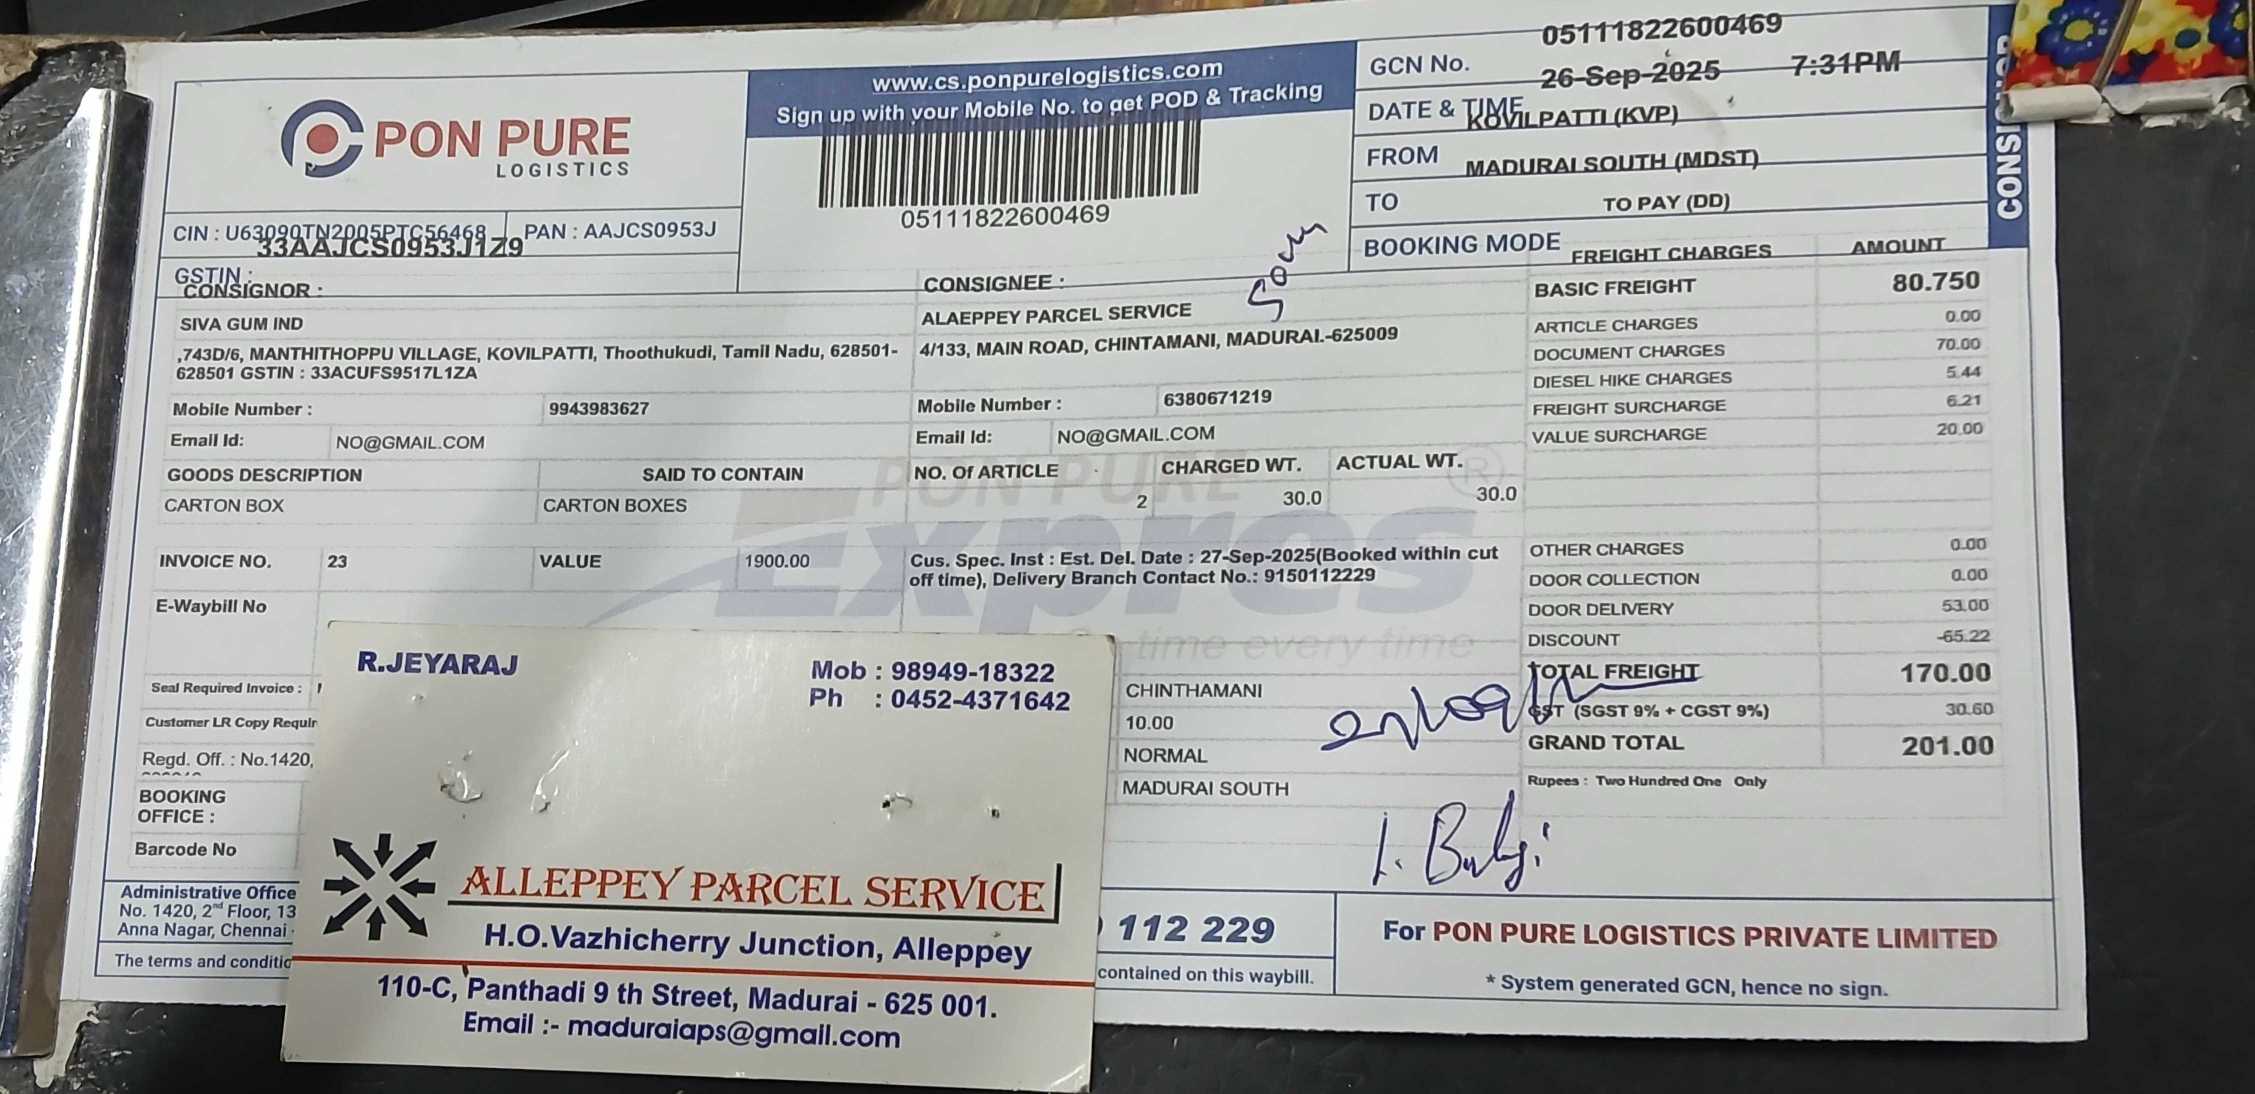 PON PURE
LOGISTICS
www.cs.ponpurelogistics.com
Sign up with your Mobile No. to get POD & Tracking
05111822600469
GCN No. 05111822600469
DATE & TIME 26-Sep-2025 7:31PM
FROM KOVILPATTI (KVP)
TO MADURAI SOUTH (MDST)
BOOKING MODE TO PAY (DD)
CIN : U63090TN2005PTC56468 PAN : AAJCS0953J
GSTIN : 33AAJCS0953J1Z9
CONSIGNOR :
SIVA GUM IND
,743D/6, MANTHITHOPPU VILLAGE, KOVILPATTI, Thoothukudi, Tamil Nadu, 628501-
628501 GSTIN : 33ACUFS9517L1ZA
Mobile Number : 9943983627
Email Id: NO@GMAIL.COM
CONSIGNEE :
ALAEPPEY PARCEL SERVICE
4/133, MAIN ROAD, CHINTAMANI, MADURAI.-625009
Mobile Number : 6380671219
Email Id: NO@GMAIL.COM
GOODS DESCRIPTION SAID TO CONTAIN NO. Of ARTICLE CHARGED WT. ACTUAL WT.
CARTON BOX CARTON BOXES 2 30.0 30.0
INVOICE NO. 23 VALUE 1900.00
Cus. Spec. Inst : Est. Del. Date : 27-Sep-2025(Booked within cut
off time), Delivery Branch Contact No.: 9150112229
E-Waybill No
PON PURE
Expres
time every time
Seal Required Invoice :
Customer LR Copy
Regd. Off. : No.1420,
BOOKING
OFFICE :
Barcode No
CHINTHAMANI
10.00
NORMAL
MADURAI SOUTH
FREIGHT CHARGES AMOUNT
BASIC FREIGHT 80.750
ARTICLE CHARGES 0.00
DOCUMENT CHARGES 70.00
DIESEL HIKE CHARGES 5.44
FREIGHT SURCHARGE 6.21
VALUE SURCHARGE 20.00
OTHER CHARGES 0.00
DOOR COLLECTION 0.00
DOOR DELIVERY 53.00
DISCOUNT -65.22
TOTAL FREIGHT 170.00
GST (SGST 9% + CGST 9%) 30.60
GRAND TOTAL 201.00
Rupees : Two Hundred One Only
Administrative Office
No. 1420, 2nd Floor, 13
Anna Nagar, Chennai
The terms and
112 229
contained on this waybill.
For PON PURE LOGISTICS PRIVATE LIMITED
* System generated GCN, hence no sign.
R.JEYARAJ
Mob : 98949-18322
Ph : 0452-4371642
ALLEPPEY PARCEL SERVICE
H.O.Vazhicherry Junction, Alleppey
110-C, Panthadi 9 th Street, Madurai - 625 001.
Email :- maduraiaps@gmail.com